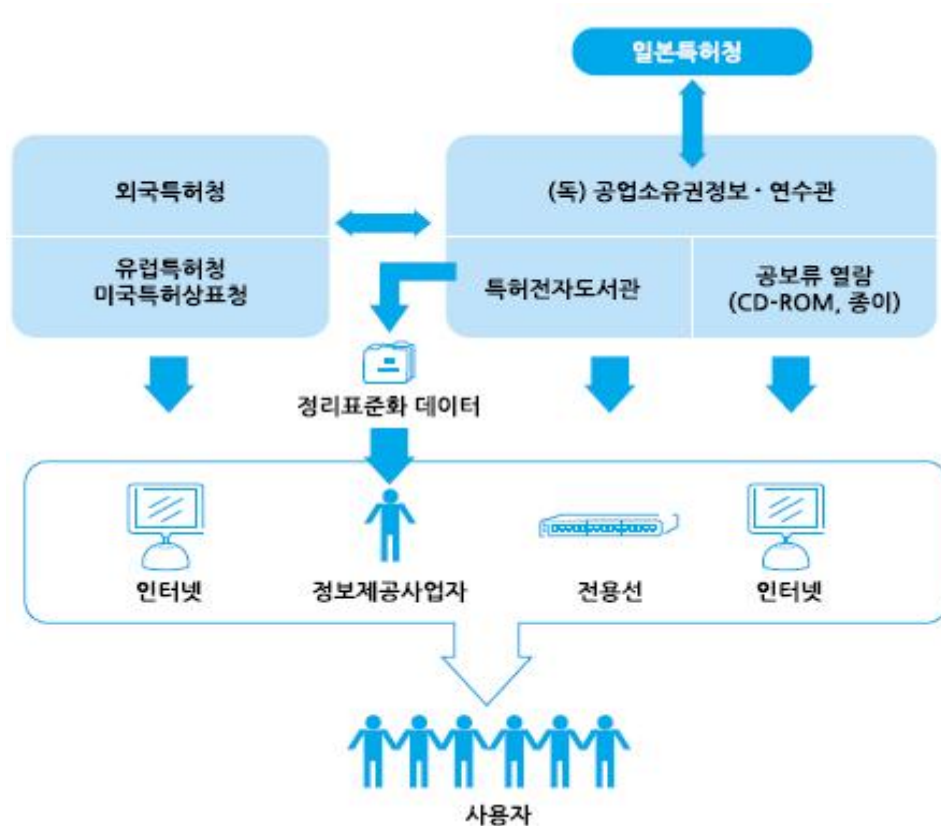 일본특허청
외국특허청
(독) 공업소유권정보 · 연수관
유럽특허청
미국특허상표청
특허전자도서관
공보류 열람
(CD-ROM, 종이)
정리표준화 데이터
인터넷
정보제공사업자
전용선
인터넷
사용자